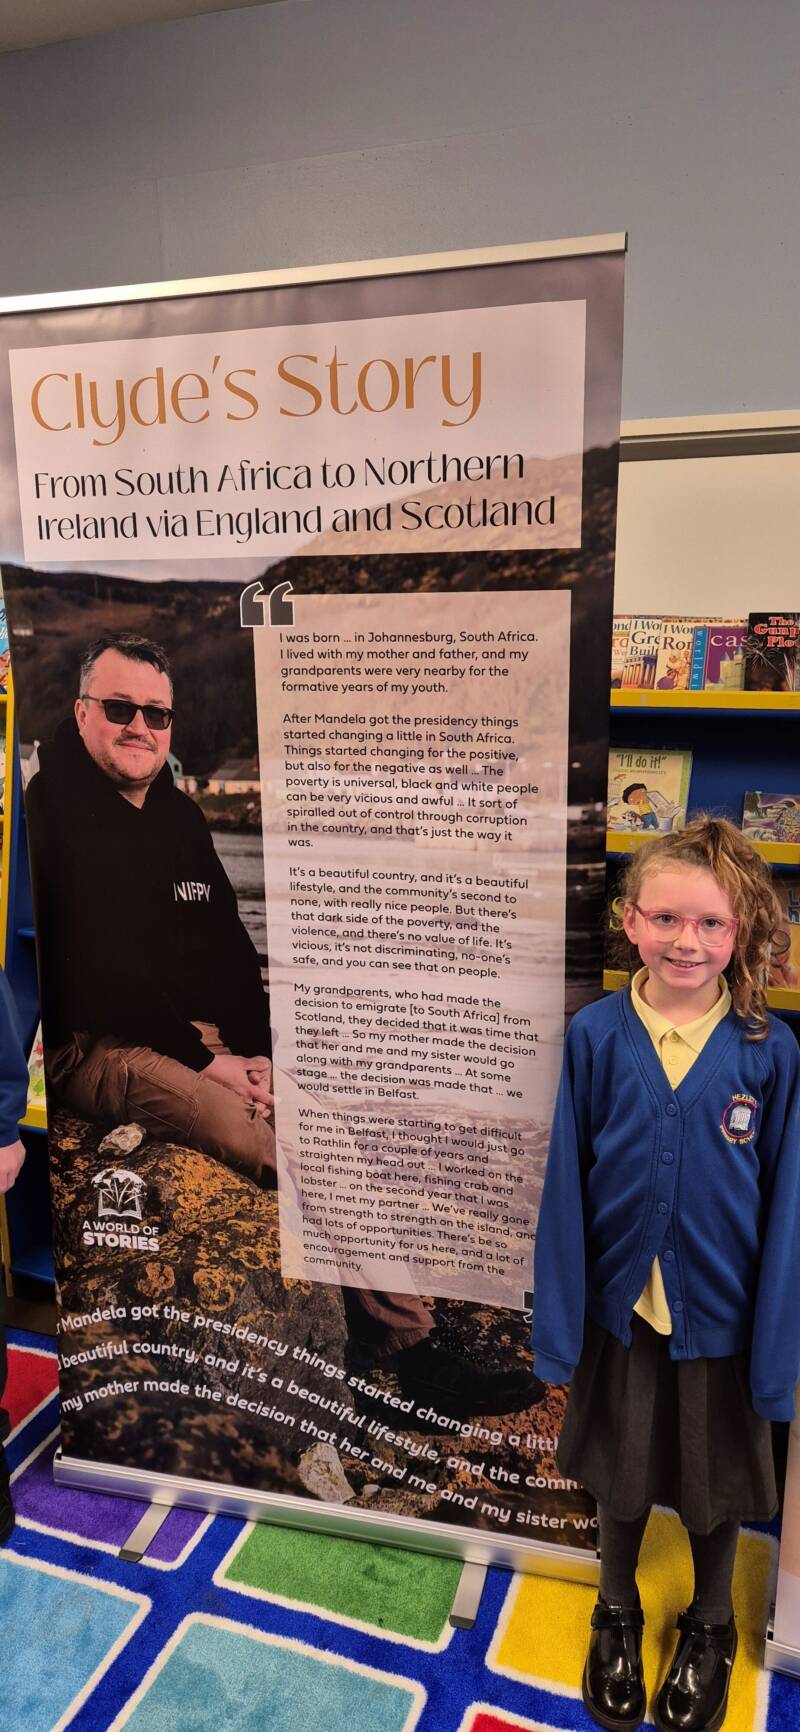 Clyde's Story
From South Africa to Northern
Ireland via England and Scotland
I was born ... in Johannesburg, South Africa.
I lived with my mother and father, and my
grandparents were very nearby for the
formative years of my youth.
After Mandela got the presidency things
started changing a little in South Africa.
Things started changing for the positive,
but also for the negative as well ... The
poverty is universal, black and white people
can be very vicious and awful ... It sort of
spiralled out of control through corruption
in the country, and that's just the way it
was.
It's a beautiful country, and it's a beautiful
lifestyle, and the community's second to
none, with really nice people. But there's
that dark side of the poverty, and the
violence, and there's no value of life. It's
vicious, it's not discriminating, no-one's
safe, and you can see that on people.
My grandparents, who had made the
decision to emigrate [to South Africa] from
Scotland, they decided that it was time that
they left ... So my mother made the decision
that her and me and my sister would go
along with my grandparents ... At some
stage ... the decision was made that ... we
would settle in Belfast.
When things were starting to get difficult
for me in Belfast, I thought I would just go
to Rathlin for a couple of years and
straighten my head out ... I worked on the
local fishing boat here, fishing crab and
lobster ... on the second year that I was
here, I met my partner ... We've really gone
from strength to strength on the island, and
had lots of opportunities. There's be so
much opportunity for us here, and a lot of
encouragement and support from the
community.
NIFPV
A WORLD OF
STORIES
Mandela got the presidency things started changing a littl
beautiful country, and it's a beautiful lifestyle, and the comm
my mother made the decision that her and me and my sister wo
"I'll do it!"
The